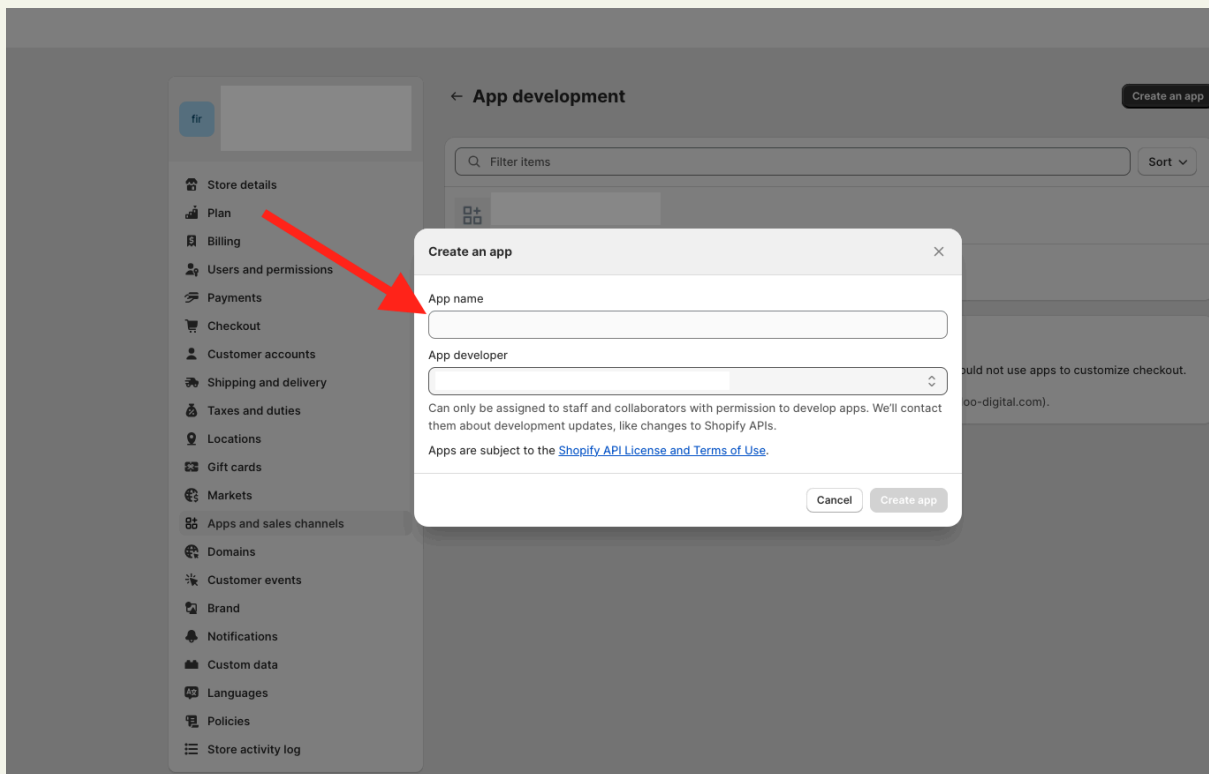 fir
Store details
Plan
Billing
Users and permissions
Payments
Checkout
Customer accounts
Shipping and delivery
Taxes and duties
Locations
Gift cards
Markets
Apps and sales channels
Domains
Customer events
Brand
Notifications
Custom data
Languages
Policies
Store activity log
← App development
Create an app
Filter items
Sort
Create an app
App name
App developer
Can only be assigned to staff and collaborators with permission to develop apps. We’ll contact
them about development updates, like changes to Shopify APIs.
Apps are subject to the Shopify API License and Terms of Use.
Cancel
Create app
not use apps to customize checkout.
oo-digital.com).